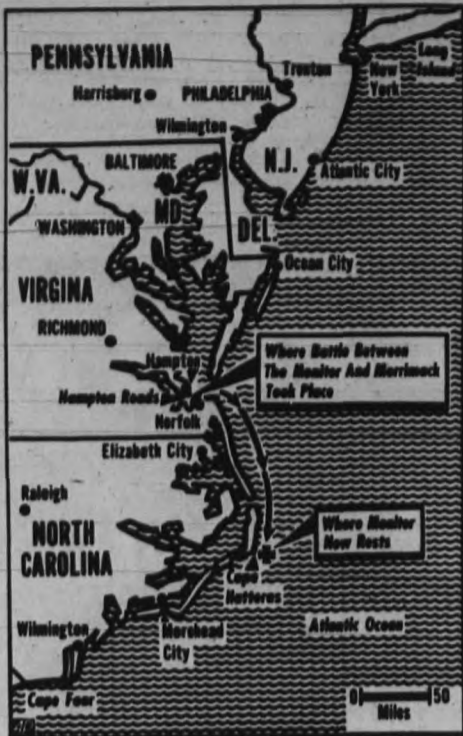 PENNSYLVANIA
Harrisburg
PHILADELPHIA
Trenton
New
York
Long
Island
Wilmington
N.J.
Atlantic City
BALTIMORE
W.VA.
MD
WASHINGTON
DEL.
Ocean City
VIRGINIA
RICHMOND
Hampton
Hampton Roads
Norfolk
Where Battle Between
The Monitor And Merrimack
Took Place
Elizabeth City
Raleigh
NORTH
CAROLINA
Where Monitor
Now Rests
Cape
Hatteras
Wilmington
Morehead
City
Atlantic Ocean
Cape Fear
0 50
Miles
AP